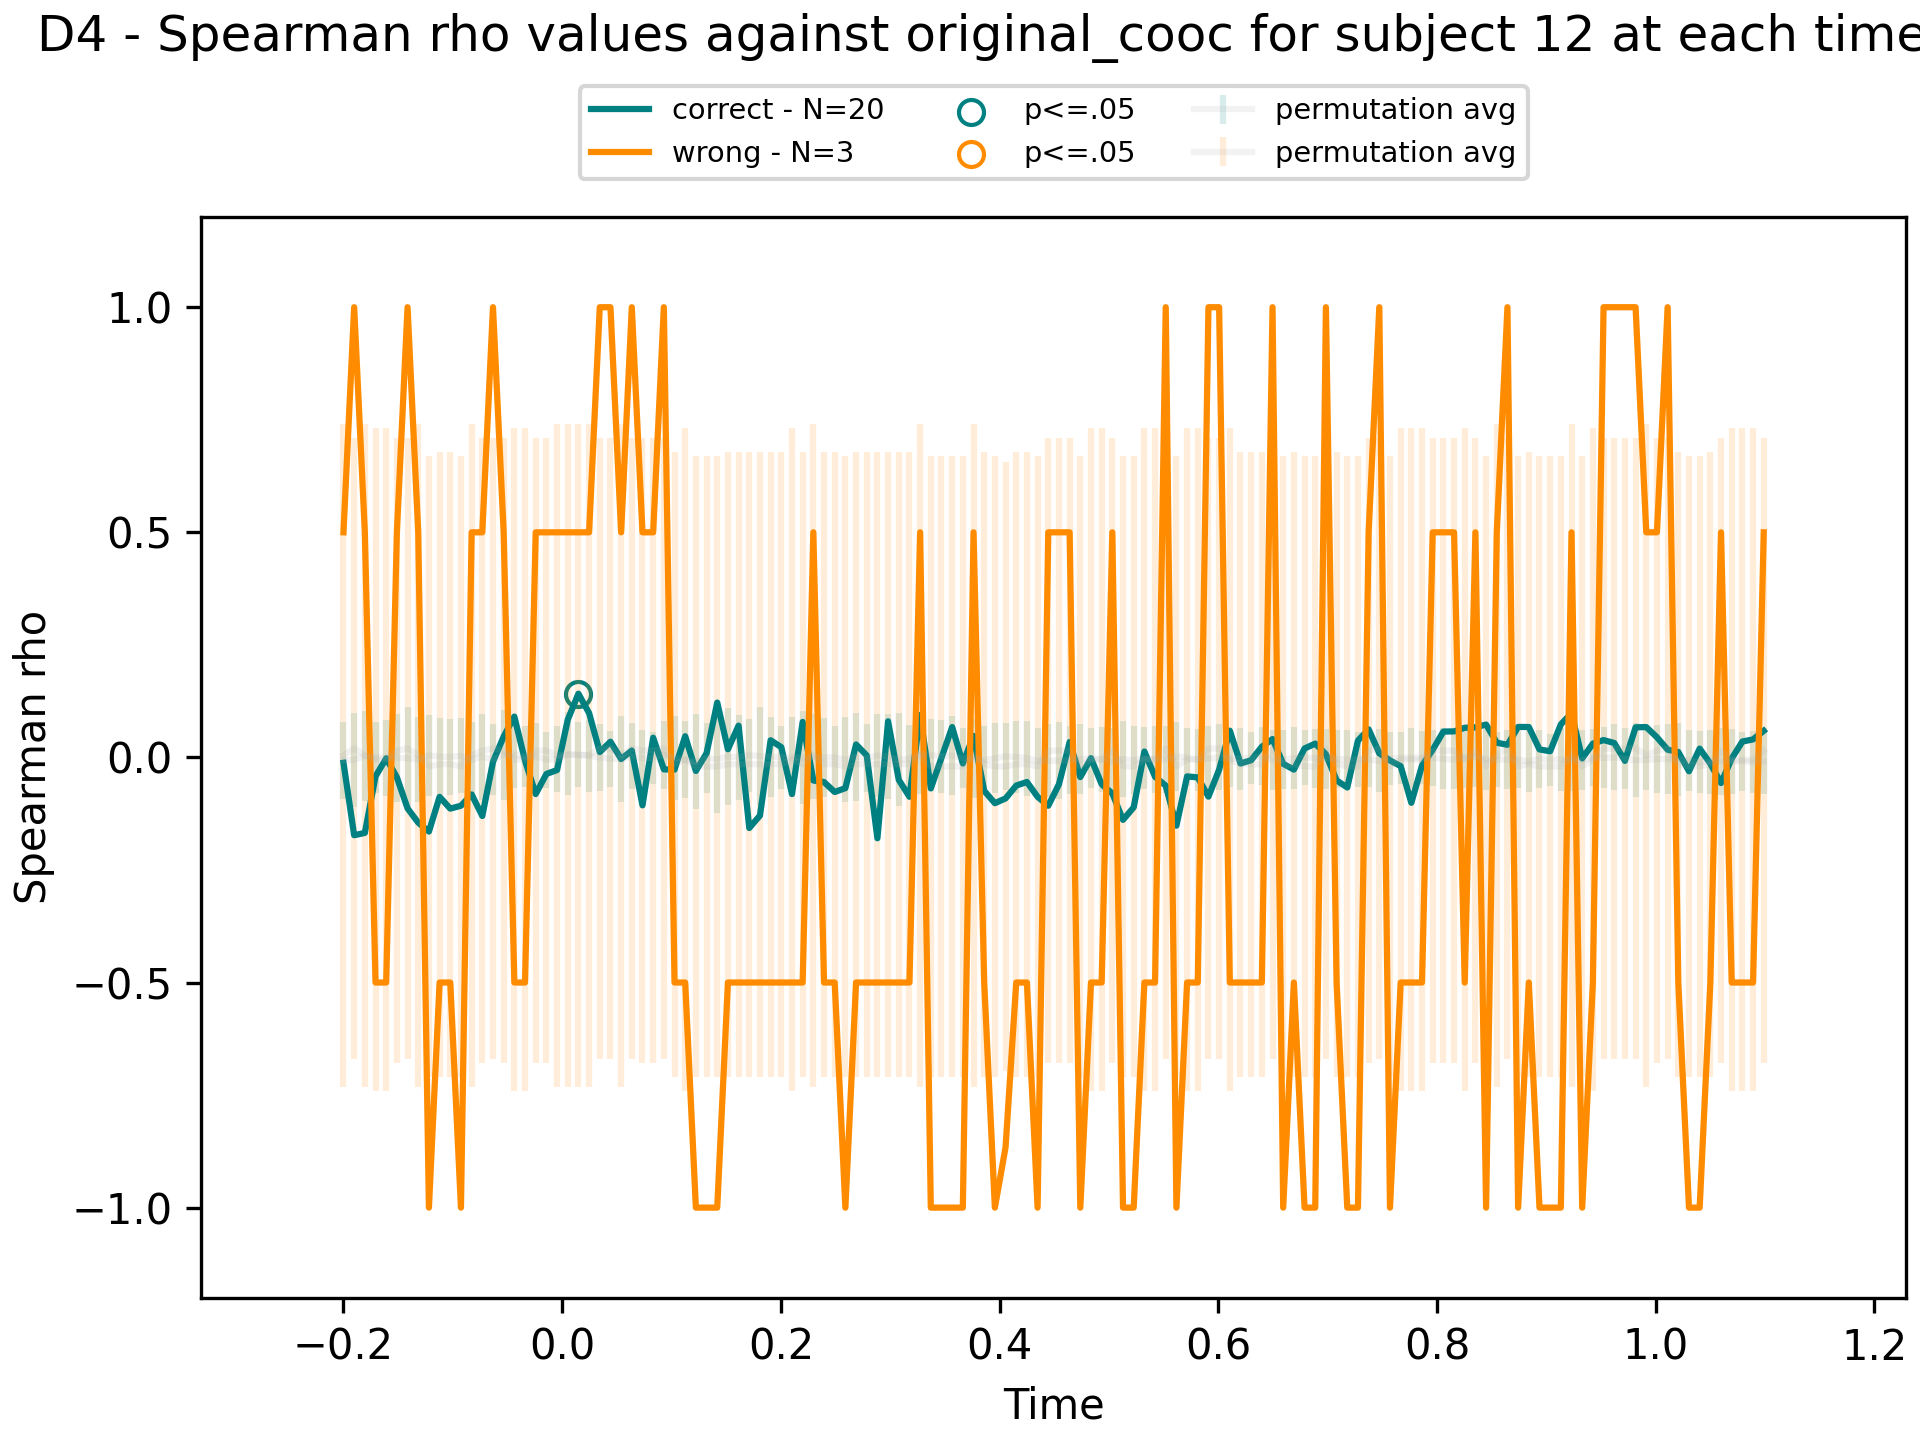 D4 - Spearman rho values against original_cooc for subject 12 at each time
correct - N=20
wrong - N=3
p<=.05
p<=.05
permutation avg
permutation avg
1.0
0.5
0.0
−0.5
−1.0
Spearman rho
−0.2 0.0 0.2 0.4 0.6 0.8 1.0 1.2
Time